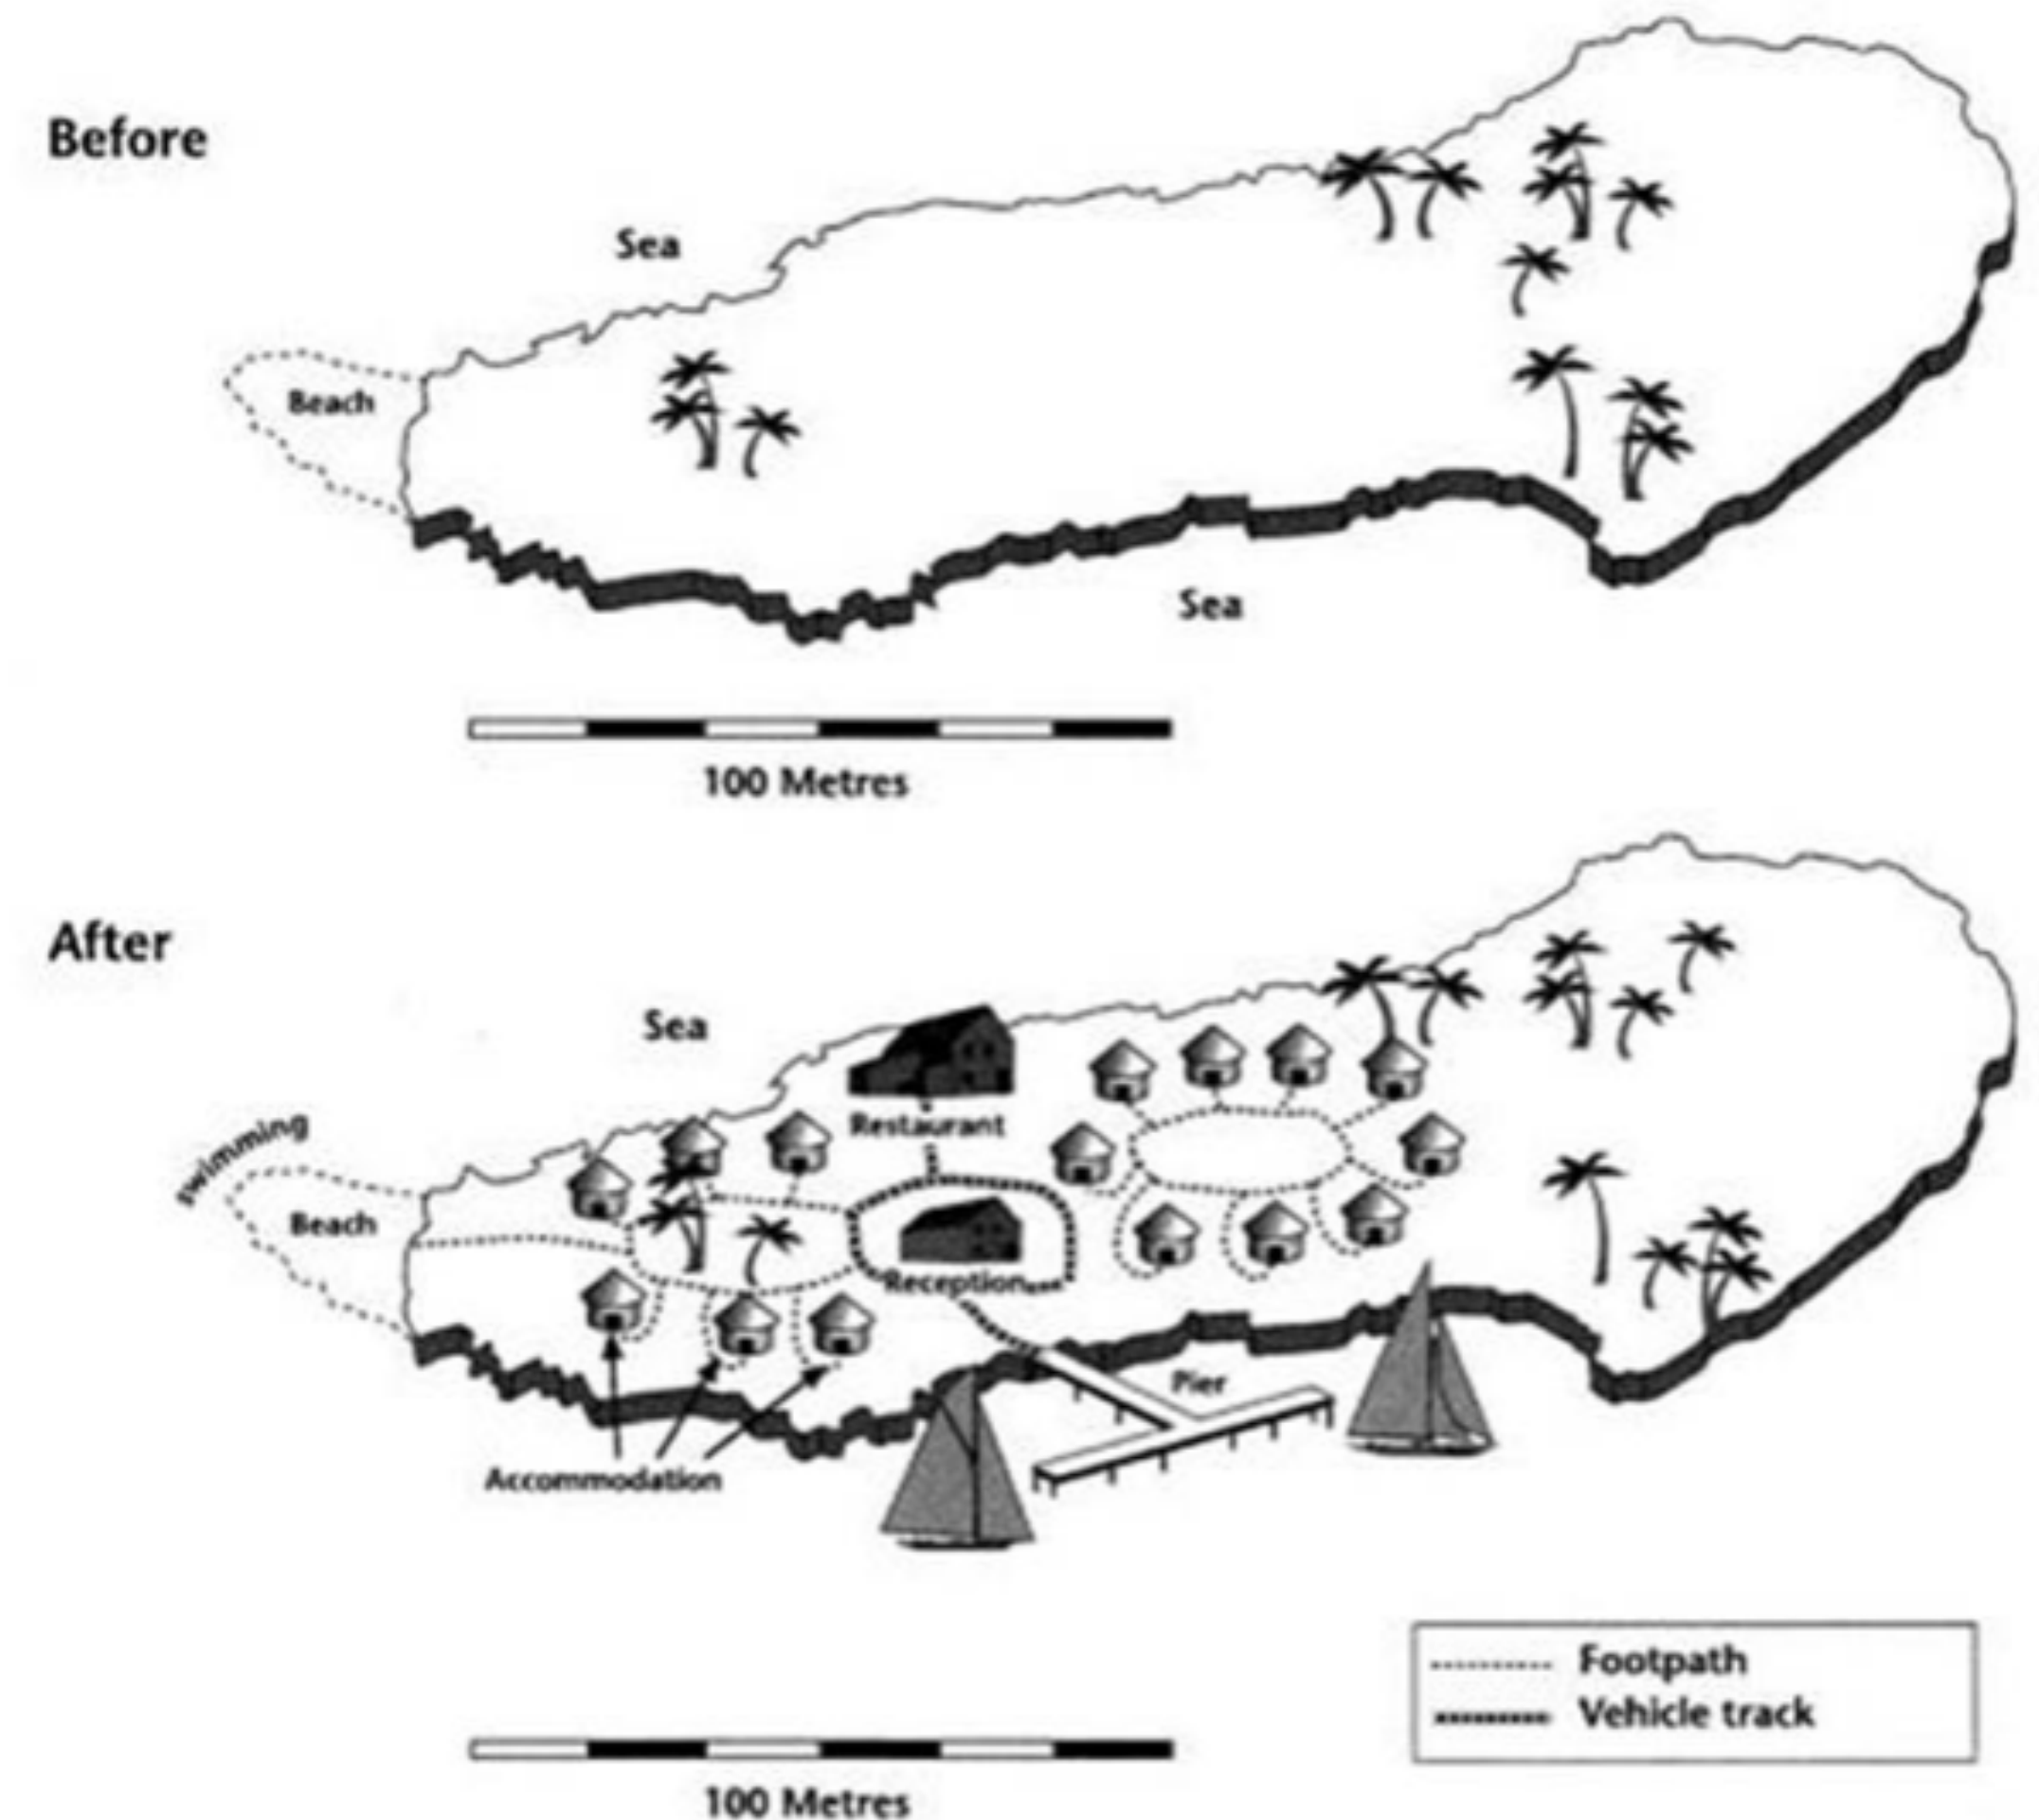 Before
Sea
Beach
Sea
100 Metres
After
Sea
Restaurant
swimming
Beach
Reception
Pier
Accommodation
Footpath
Vehicle track
100 Metres